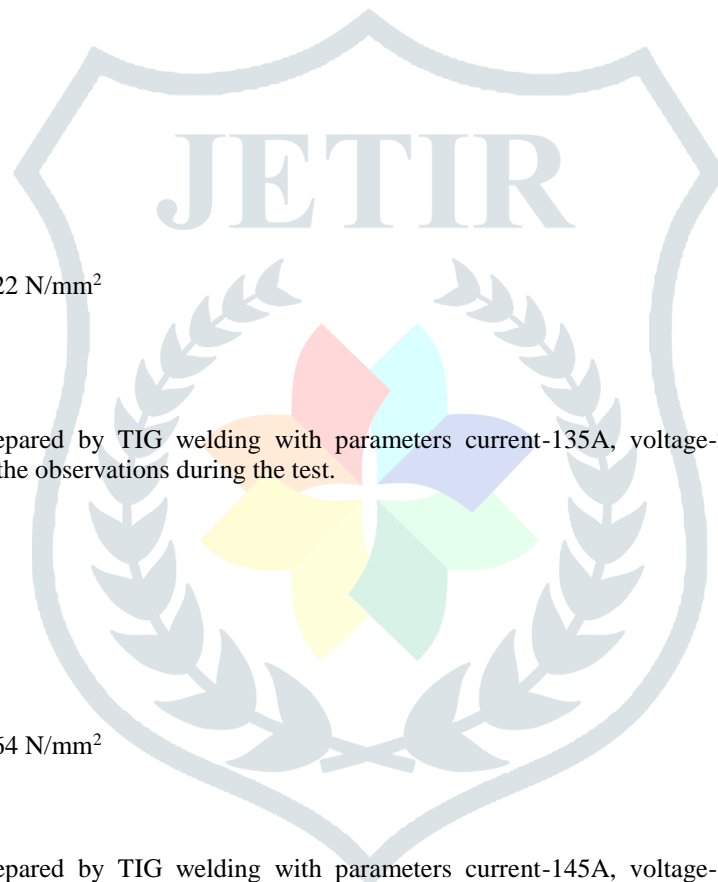 JETIR
22 N/mm²
epared by TIG welding with parameters current-135A, voltage-
the observations during the test.
64 N/mm²
epared by TIG welding with parameters current-145A, voltage-